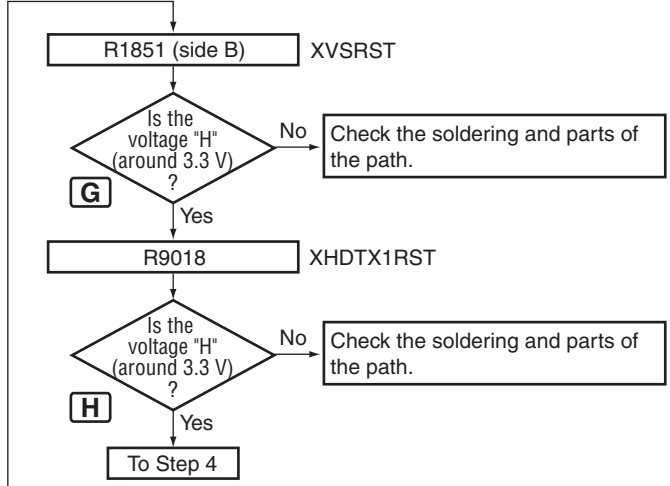 R1851 (side B) XVSRST
Is the
voltage "H"
(around 3.3 V)
?
No
Check the soldering and parts of
the path.
G
Yes
R9018 XHDTX1RST
Is the
voltage "H"
(around 3.3 V)
?
No
Check the soldering and parts of
the path.
H
Yes
To Step 4